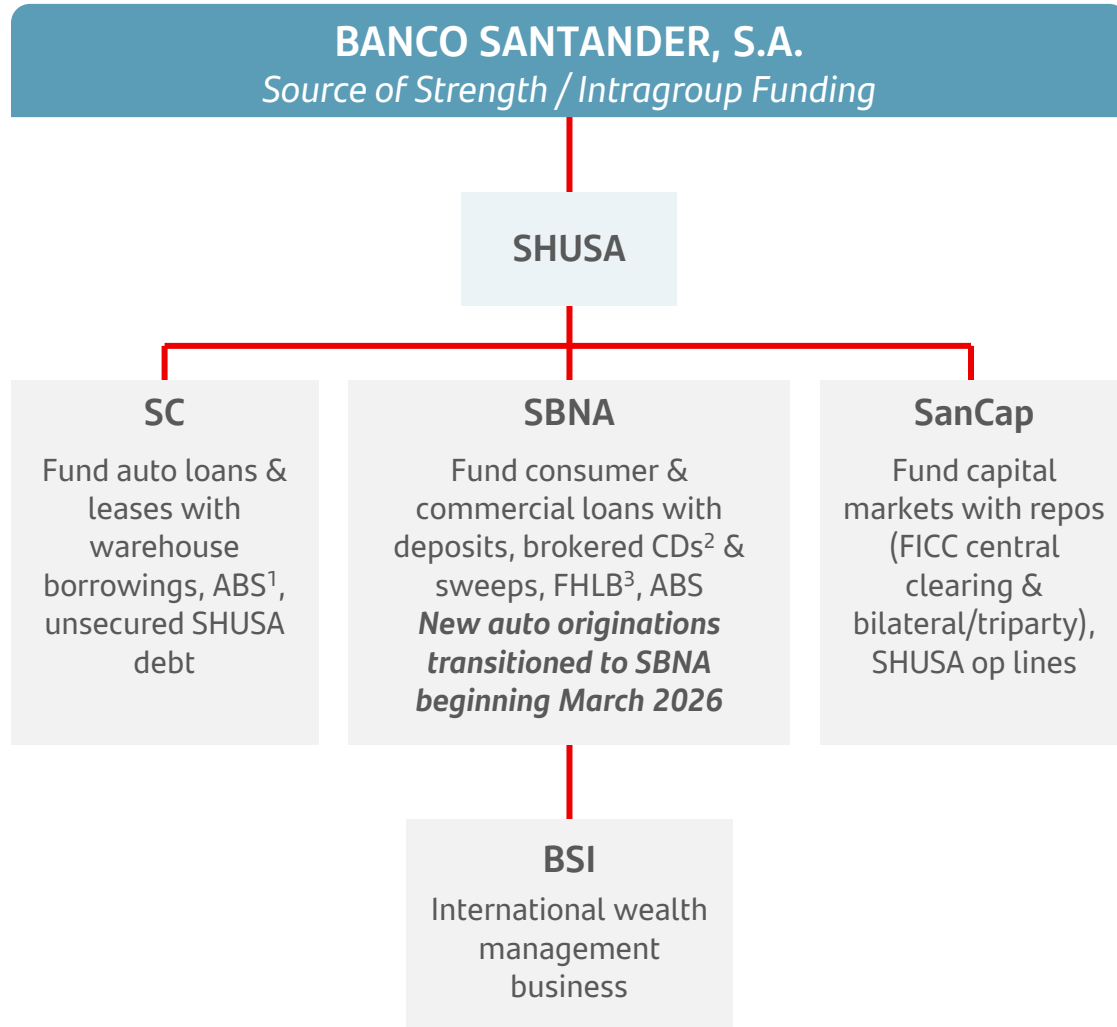 BANCO SANTANDER, S.A.
Source of Strength / Intragroup Funding
SHUSA
SC
Fund auto loans &
leases with
warehouse
borrowings, ABS¹,
unsecured SHUSA
debt
SBNA
Fund consumer &
commercial loans with
deposits, brokered CDs² &
sweeps, FHLB³, ABS
New auto originations
transitioned to SBNA
beginning March 2026
SanCap
Fund capital
markets with repos
(FICC central
clearing &
bilateral/triparty),
SHUSA op lines
BSI
International wealth
management
business